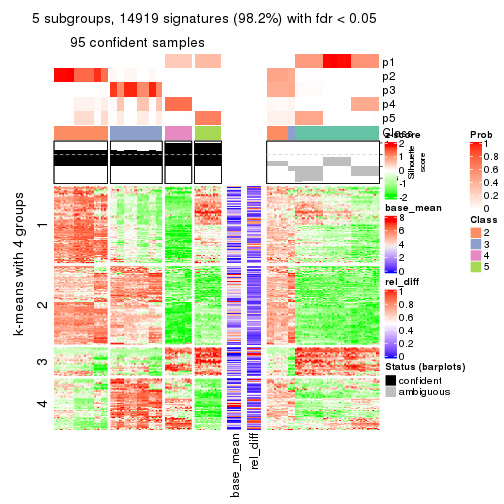 5 subgroups, 14919 signatures (98.2%) with fdr < 0.05
95 confident samples
p1
p2
p3
p4
p5
Class
k-means with 4 groups
1
2
3
4
base_mean
rel_diff
Silhouette
score
z-score
2
1
0
-1
-2
base_mean
8
6
4
2
0
rel_diff
1
0.8
0.6
0.4
0.2
0
Status (barplots)
confident
ambiguous
Prob
1
0.8
0.6
0.4
0.2
0
Class
2
3
4
5